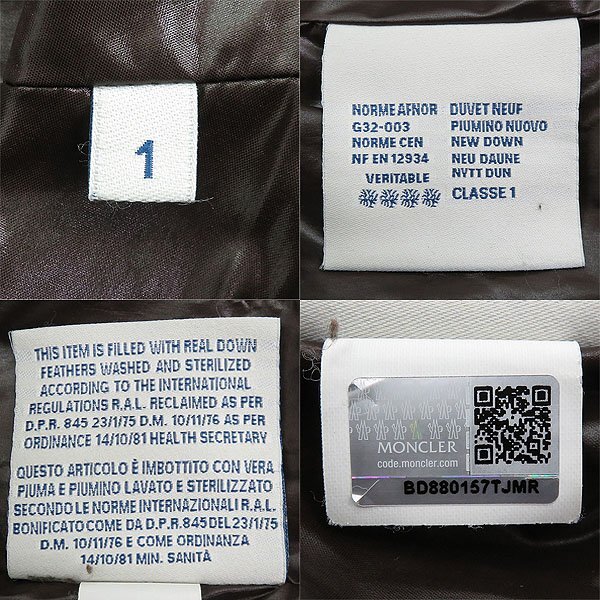 1
NORME AFNOR
G32-003
NORME CEN
NF EN 12934
VERITABLE
DUVET NEUF
PIUMINO NUOVO
NEW DOWN
NEU DAUNE
NYTT DUN
CLASSE 1
THIS ITEM IS FILLED WITH REAL DOWN
FEATHERS WASHED AND STERILIZED
ACCORDING TO THE INTERNATIONAL
REGULATIONS R.A.L. RECLAIMED AS PER
D.P.R. 845 23/1/75 D.M. 10/11/76 AS PER
ORDINANCE 14/10/81 HEALTH SECRETARY
QUESTO ARTICOLO È IMBOTTITO CON VERA
PIUMA E PIUMINO LAVATO E STERILIZZATO
SECONDO LE NORME INTERNAZIONALI R.A.L.
BONIFICATO COME DA D.P.R. 845 DEL 23/1/75
D.M. 10/11/76 E COME ORDINANZA
14/10/81 MIN. SANITÀ
MONCLER
code.moncler.com
BD880157TJMR